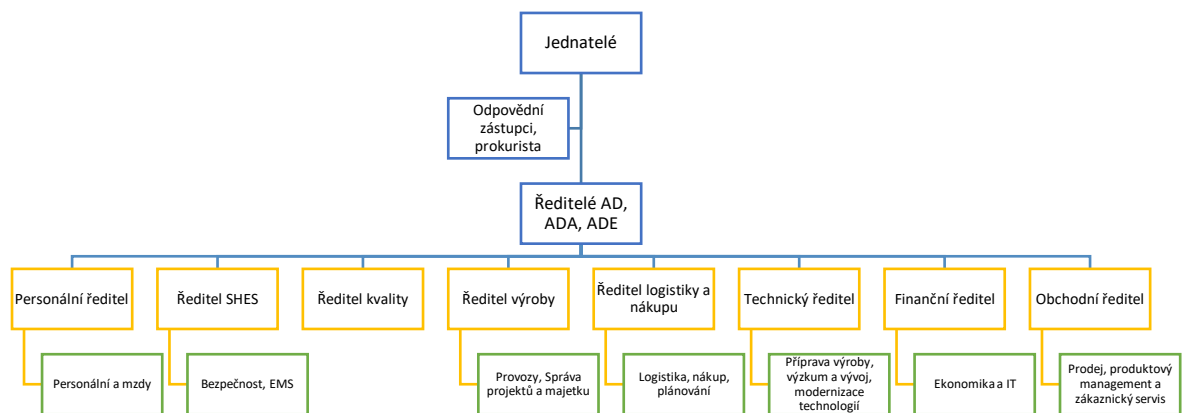 Jednatelé
Odpovědní
zástupci,
prokurista
Ředitelé AD,
ADA, ADE
Personální ředitel
Ředitel SHES
Ředitel kvality
Ředitel výroby
Ředitel logistiky a
nákupu
Technický ředitel
Finanční ředitel
Obchodní ředitel
Personální a mzdy
Bezpečnost, EMS
Provozy, Správa
projektů a majetku
Logistika, nákup,
plánování
Příprava výroby,
výzkum a vývoj,
modernizace
technologií
Ekonomika a IT
Prodej, produktový
management a
zákaznický servis